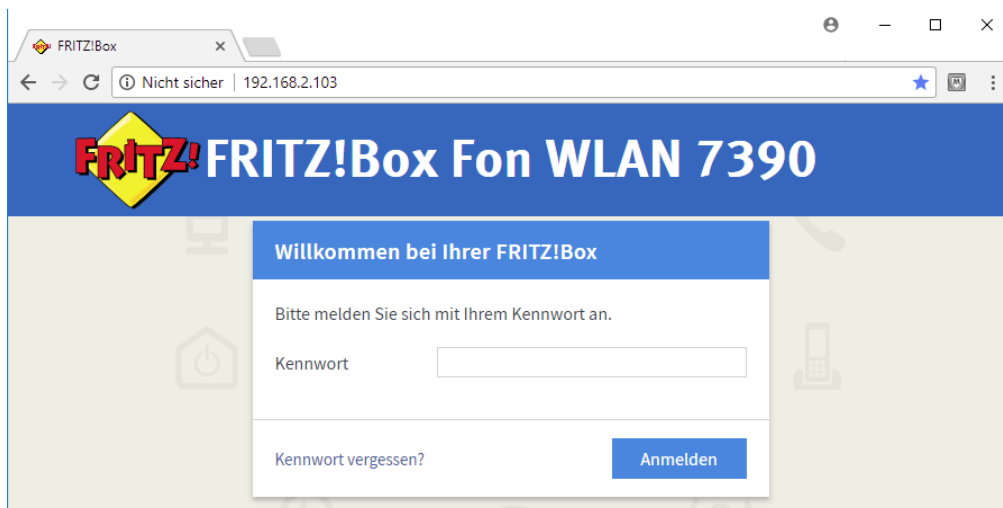 FRITZ!Box
Nicht sicher | 192.168.2.103
FRITZ! FRITZ!Box Fon WLAN 7390
Willkommen bei Ihrer FRITZ!Box
Bitte melden Sie sich mit Ihrem Kennwort an.
Kennwort
Kennwort vergessen?
Anmelden